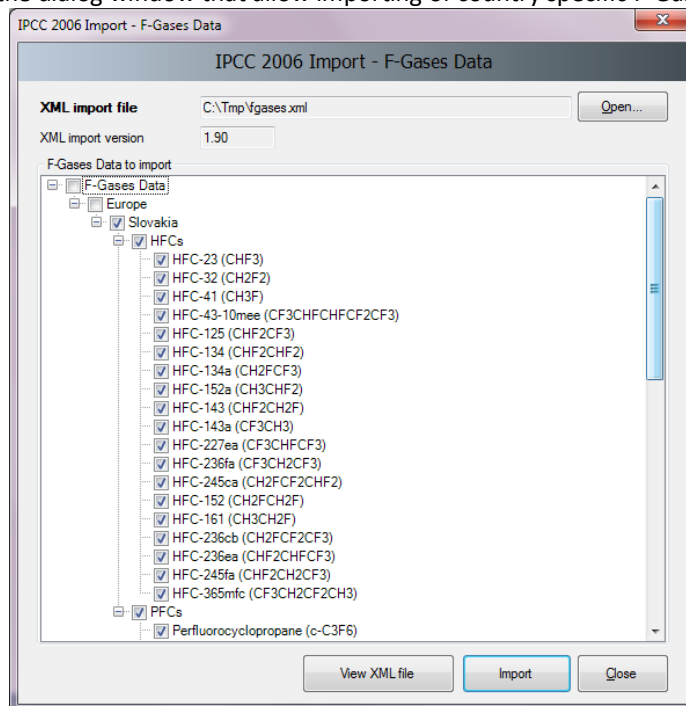 IPCC 2006 Import - F-Gases Data
IPCC 2006 Import - F-Gases Data
XML import file C:\Tmp\fgases.xml Open...
XML import version 1.90
F-Gases Data to import
F-Gases Data
Europe
Slovakia
HFCs
HFC-23 (CHF3)
HFC-32 (CH2F2)
HFC-41 (CH3F)
HFC-43-10mee (CF3CHFCHFCF2CF3)
HFC-125 (CHF2CF3)
HFC-134 (CHF2CHF2)
HFC-134a (CH2FCF3)
HFC-152a (CH3CHF2)
HFC-143 (CHF2CH2F)
HFC-143a (CF3CH3)
HFC-227ea (CF3CHFCF3)
HFC-236fa (CF3CH2CF3)
HFC-245ca (CH2FCF2CHF2)
HFC-152 (CH2FCH2F)
HFC-161 (CH3CH2F)
HFC-236cb (CH2FCF2CF3)
HFC-236ea (CHF2CHFCF3)
HFC-245fa (CHF2CH2CF3)
HFC-365mfc (CF3CH2CF2CH3)
PFCs
Perfluorocyclopropane (c-C3F6)
View XML file Import Close